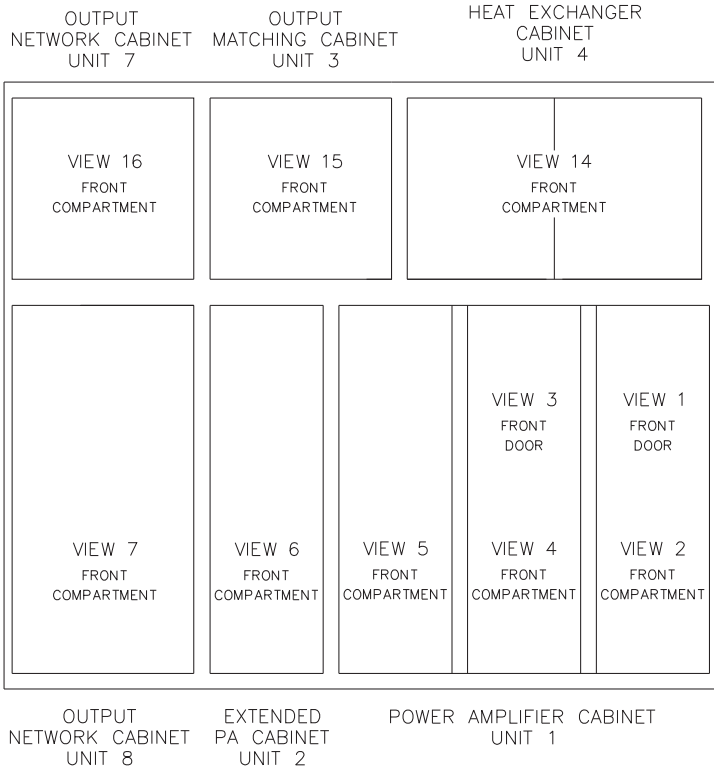 OUTPUT
NETWORK CABINET
UNIT 7
OUTPUT
MATCHING CABINET
UNIT 3
HEAT EXCHANGER
CABINET
UNIT 4
VIEW 16
FRONT
COMPARTMENT
VIEW 15
FRONT
COMPARTMENT
VIEW 14
FRONT
COMPARTMENT
VIEW 3
FRONT
DOOR
VIEW 1
FRONT
DOOR
VIEW 7
FRONT
COMPARTMENT
VIEW 6
FRONT
COMPARTMENT
VIEW 5
FRONT
COMPARTMENT
VIEW 4
FRONT
COMPARTMENT
VIEW 2
FRONT
COMPARTMENT
OUTPUT
NETWORK CABINET
UNIT 8
EXTENDED
PA CABINET
UNIT 2
POWER AMPLIFIER CABINET
UNIT 1